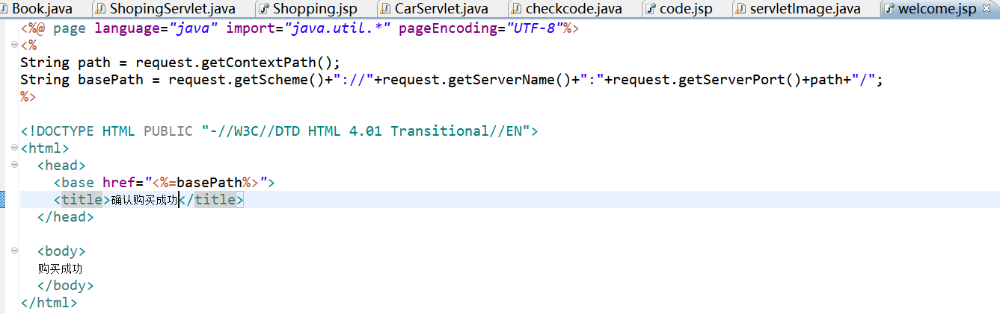 Book.java ShopingServlet.java Shopping.jsp CarServlet.java checkcode.java code.jsp servletImage.java welcome.jsp
<%@ page language="java" import="java.util.*" pageEncoding="UTF-8"%>
<%
String path = request.getContextPath();
String basePath = request.getScheme()+"://"+request.getServerName()+":"+request.getServerPort()+path+"/";
%>
<!DOCTYPE HTML PUBLIC "-//W3C//DTD HTML 4.01 Transitional//EN">
<html>
<head>
<base href="<%=basePath%>">
<title>确认购买成功</title>
</head>
<body>
购买成功
</body>
</html>